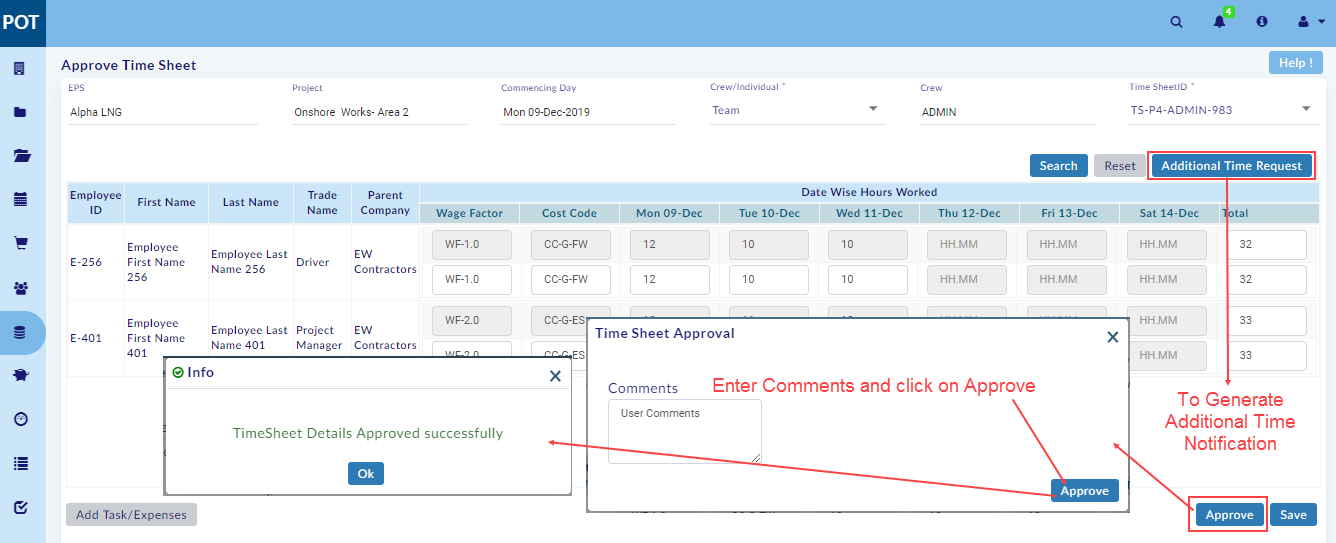 POT
4
Approve Time Sheet
Help !
EPS
Project
Commencing Day
Crew/Individual *
Crew
Time SheetID *
Alpha LNG
Onshore Works- Area 2
Mon 09-Dec-2019
Team
ADMIN
TS-P4-ADMIN-983
Search
Reset
Additional Time Request
Employee ID
First Name
Last Name
Trade Name
Parent Company
Date Wise Hours Worked
Wage Factor
Cost Code
Mon 09-Dec
Tue 10-Dec
Wed 11-Dec
Thu 12-Dec
Fri 13-Dec
Sat 14-Dec
Total
E-256
Employee First Name 256
Employee Last Name 256
Driver
EW Contractors
WF-1.0
CC-G-FW
12
10
10
HH.MM
HH.MM
HH.MM
32
WF-1.0
CC-G-FW
12
10
10
HH.MM
HH.MM
HH.MM
32
E-401
Employee First Name 401
Employee Last Name 401
Project Manager
EW Contractors
WF-2.0
CC-G-ES
HH.MM
33
WF-2.0
CC-G-ES
HH.MM
33
Time Sheet Approval
Comments
User Comments
Enter Comments and click on Approve
Approve
Info
TimeSheet Details Approved successfully
Ok
To Generate
Additional Time
Notification
Add Task/Expenses
Approve
Save